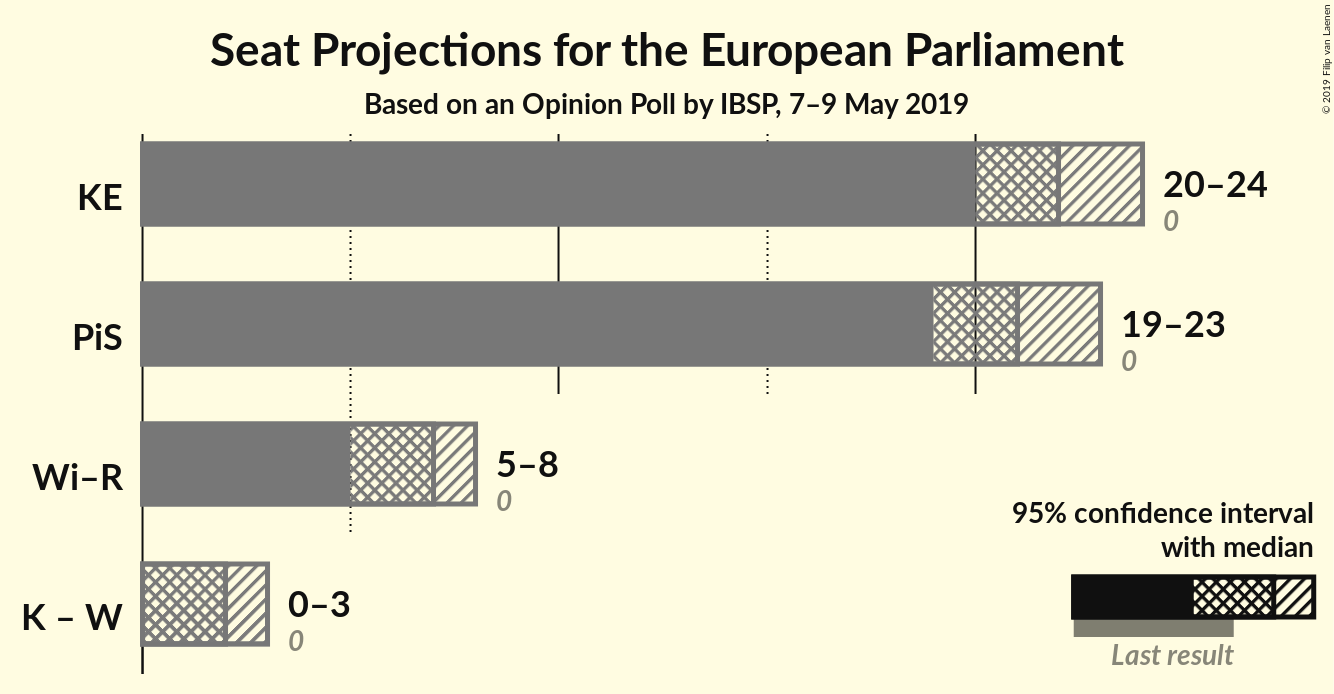 Seat Projections for the European Parliament
Based on an Opinion Poll by IBSP, 7–9 May 2019
© 2019 Filip van Laenen
KE
20–24
0
PiS
19–23
0
Wi–R
5–8
0
K – W
0–3
0
95% confidence interval
with median
Last result